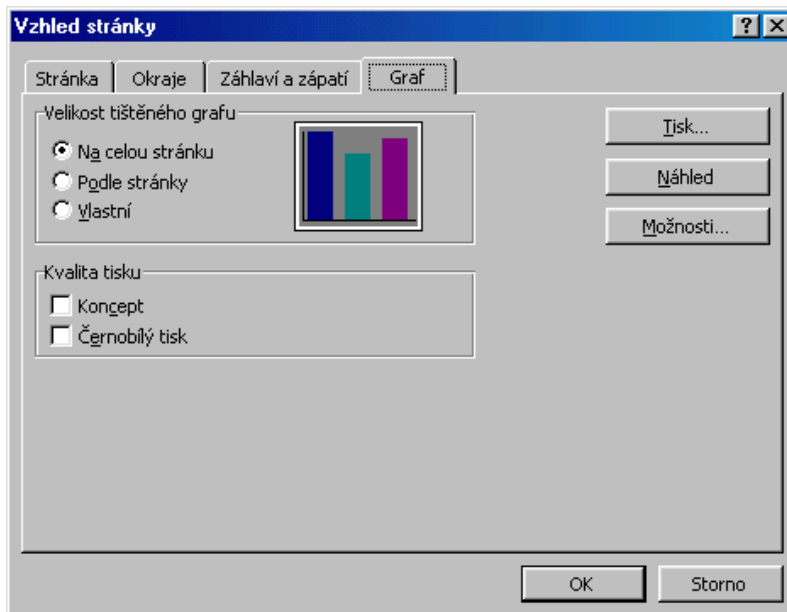 Vzhled stránky
Stránka Okraje Záhlaví a zápatí Graf
Velikost tištěného grafu
Na celou stránku
Podle stránky
Vlastní
Tisk...
Náhled
Možnosti...
Kvalita tisku
Koncept
Černobílý tisk
OK Storno